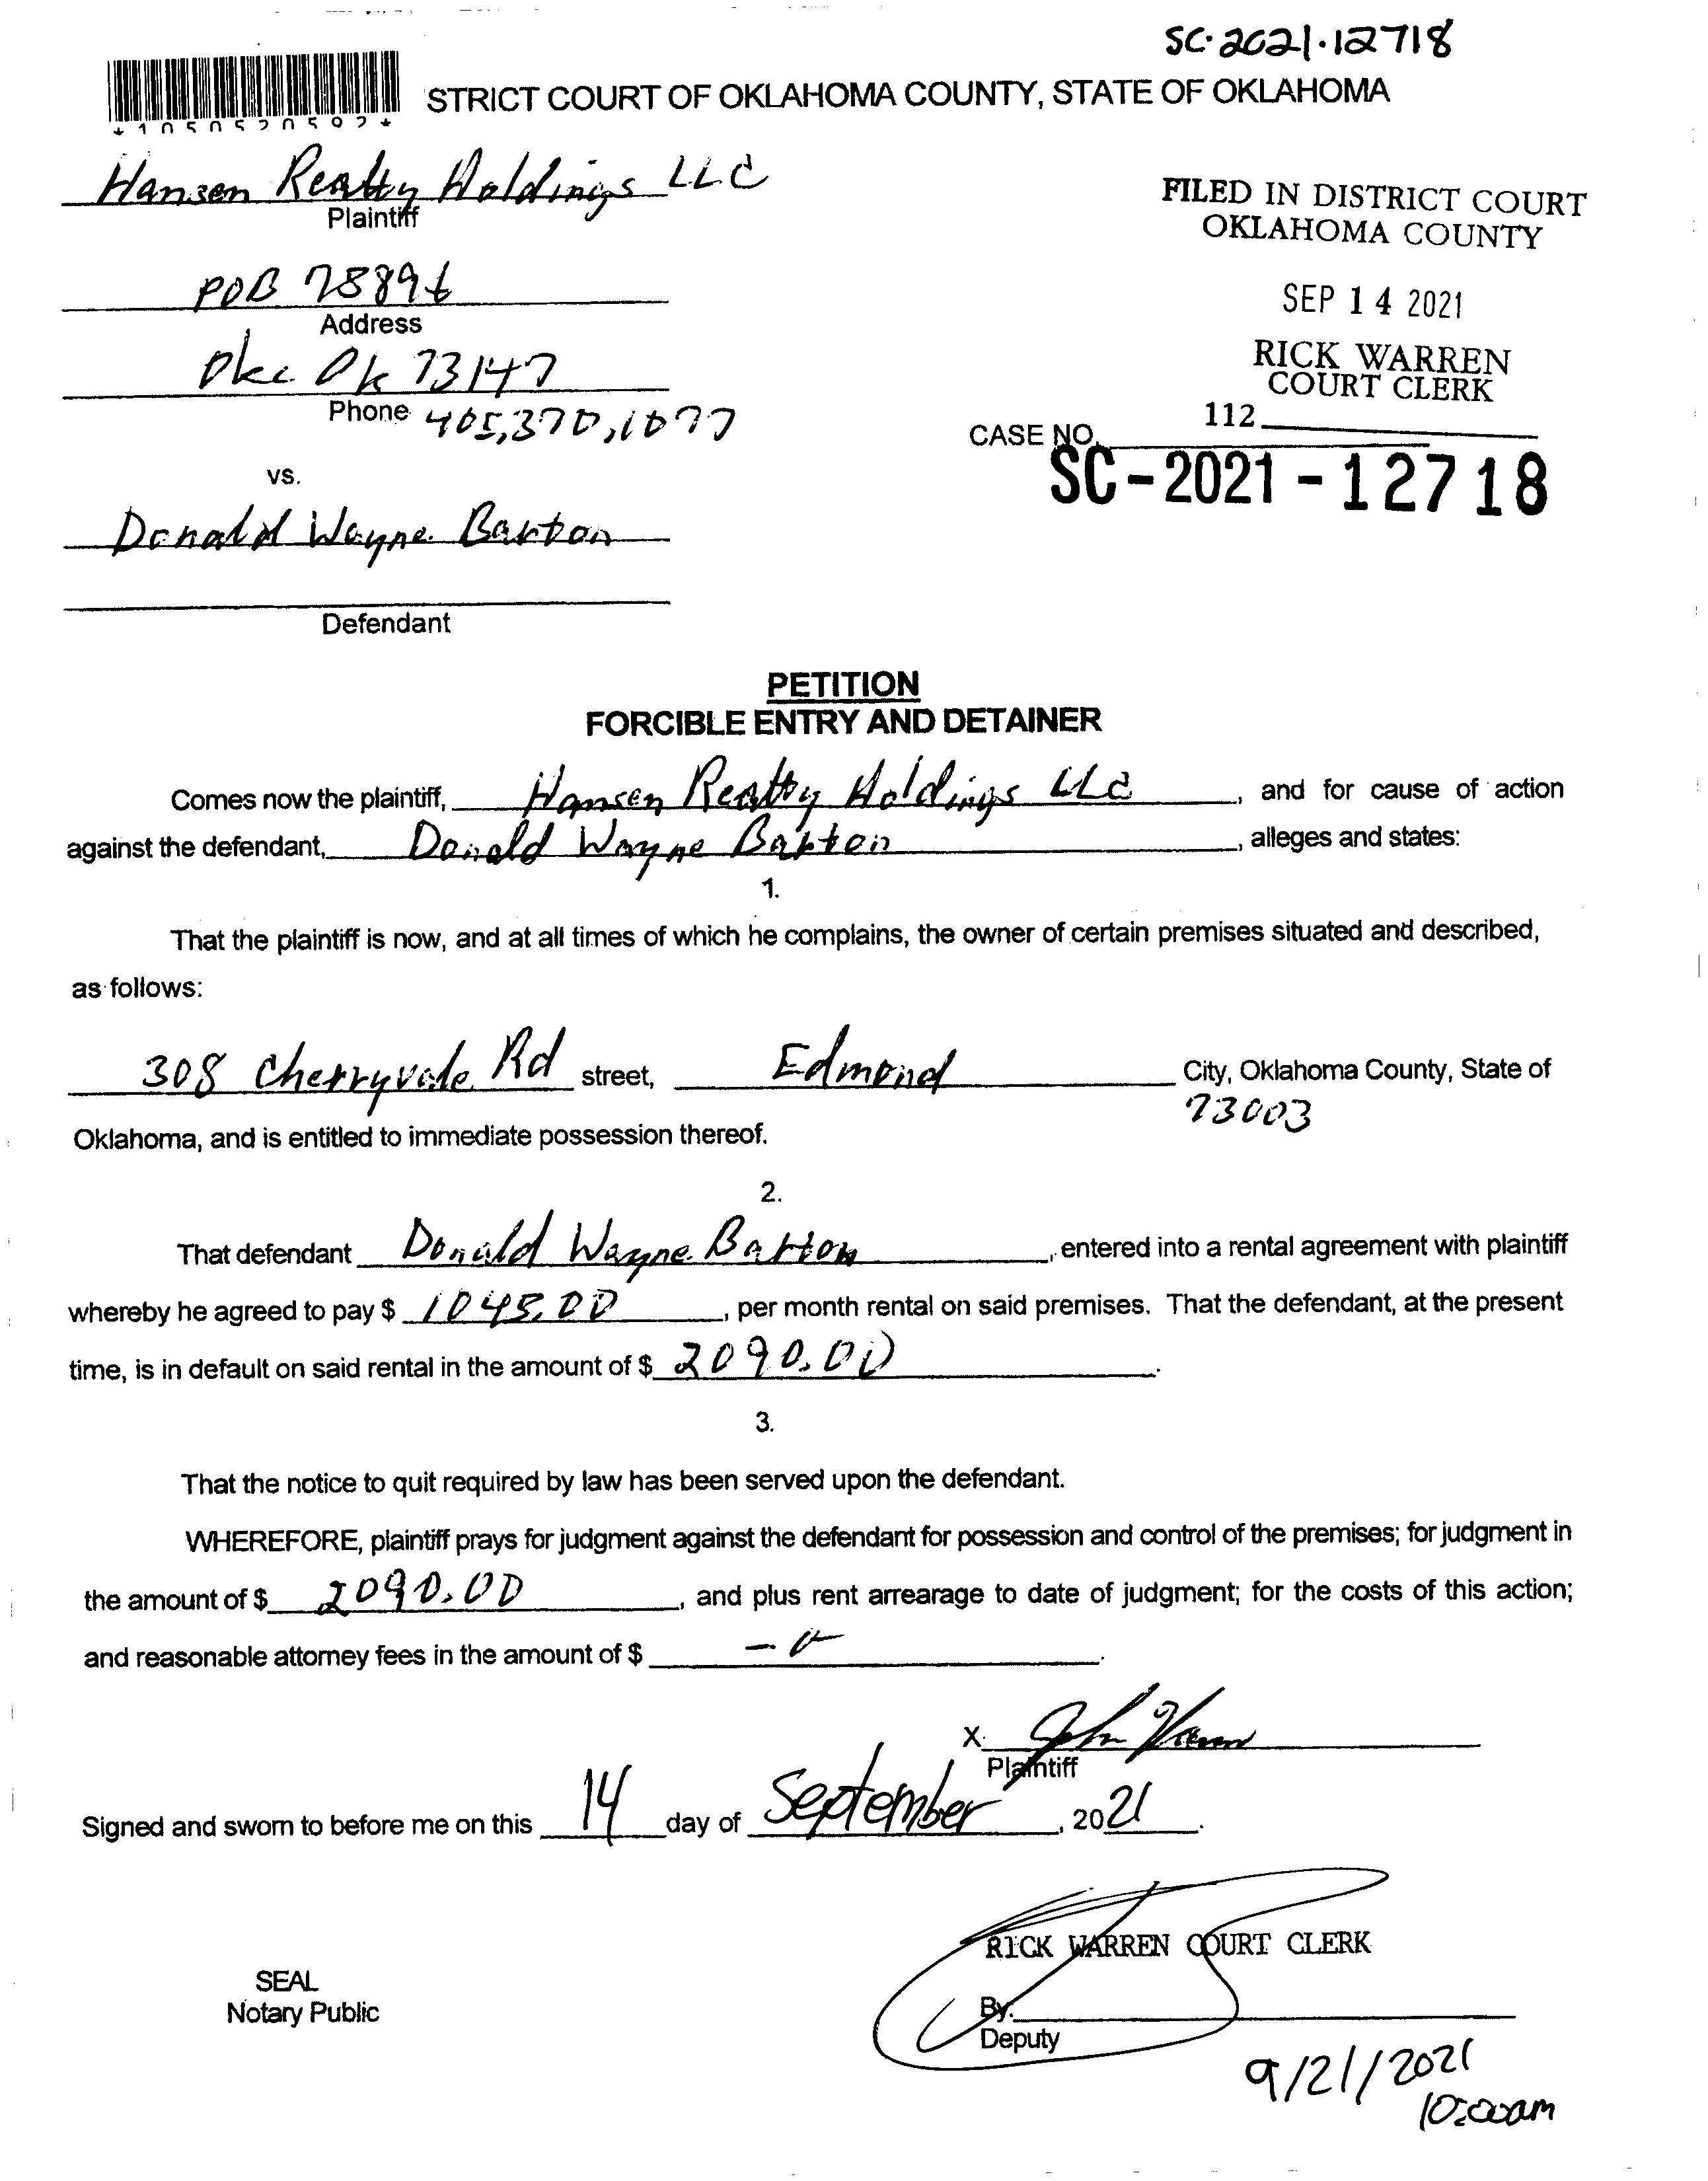 SC-2021-12718
STRICT COURT OF OKLAHOMA COUNTY, STATE OF OKLAHOMA
*1050520592*
Hansen Realty Holdings LLC
Plaintiff
FILED IN DISTRICT COURT
OKLAHOMA COUNTY
POB 75896
Address
SEP 14 2021
Okc Ok 73147
RICK WARREN
COURT CLERK
Phone 405,370,1077
112
CASE NO.
SC-2021-12718
vs.
Donald Wayne Barton
Defendant
PETITION
FORCIBLE ENTRY AND DETAINER
Comes now the plaintiff, Hansen Realty Holdings LLC, and for cause of action
against the defendant, Donald Wayne Barton, alleges and states:
1.
That the plaintiff is now, and at all times of which he complains, the owner of certain premises situated and described,
as follows:
308 Cherryvale Rd street, Edmond City, Oklahoma County, State of
73003
Oklahoma, and is entitled to immediate possession thereof.
2.
That defendant Donald Wayne Barton, entered into a rental agreement with plaintiff
whereby he agreed to pay $ 1045.00, per month rental on said premises. That the defendant, at the present
time, is in default on said rental in the amount of $ 2090.00.
3.
That the notice to quit required by law has been served upon the defendant.
WHEREFORE, plaintiff prays for judgment against the defendant for possession and control of the premises; for judgment in
the amount of $ 2090.00, and plus rent arrearage to date of judgment; for the costs of this action;
and reasonable attorney fees in the amount of $ -0-.
X John Hansen
Plaintiff
Signed and sworn to before me on this 14 day of September, 2021.
RICK WARREN COURT CLERK
SEAL
Notary Public
By.
Deputy
9/21/2021
10:00am